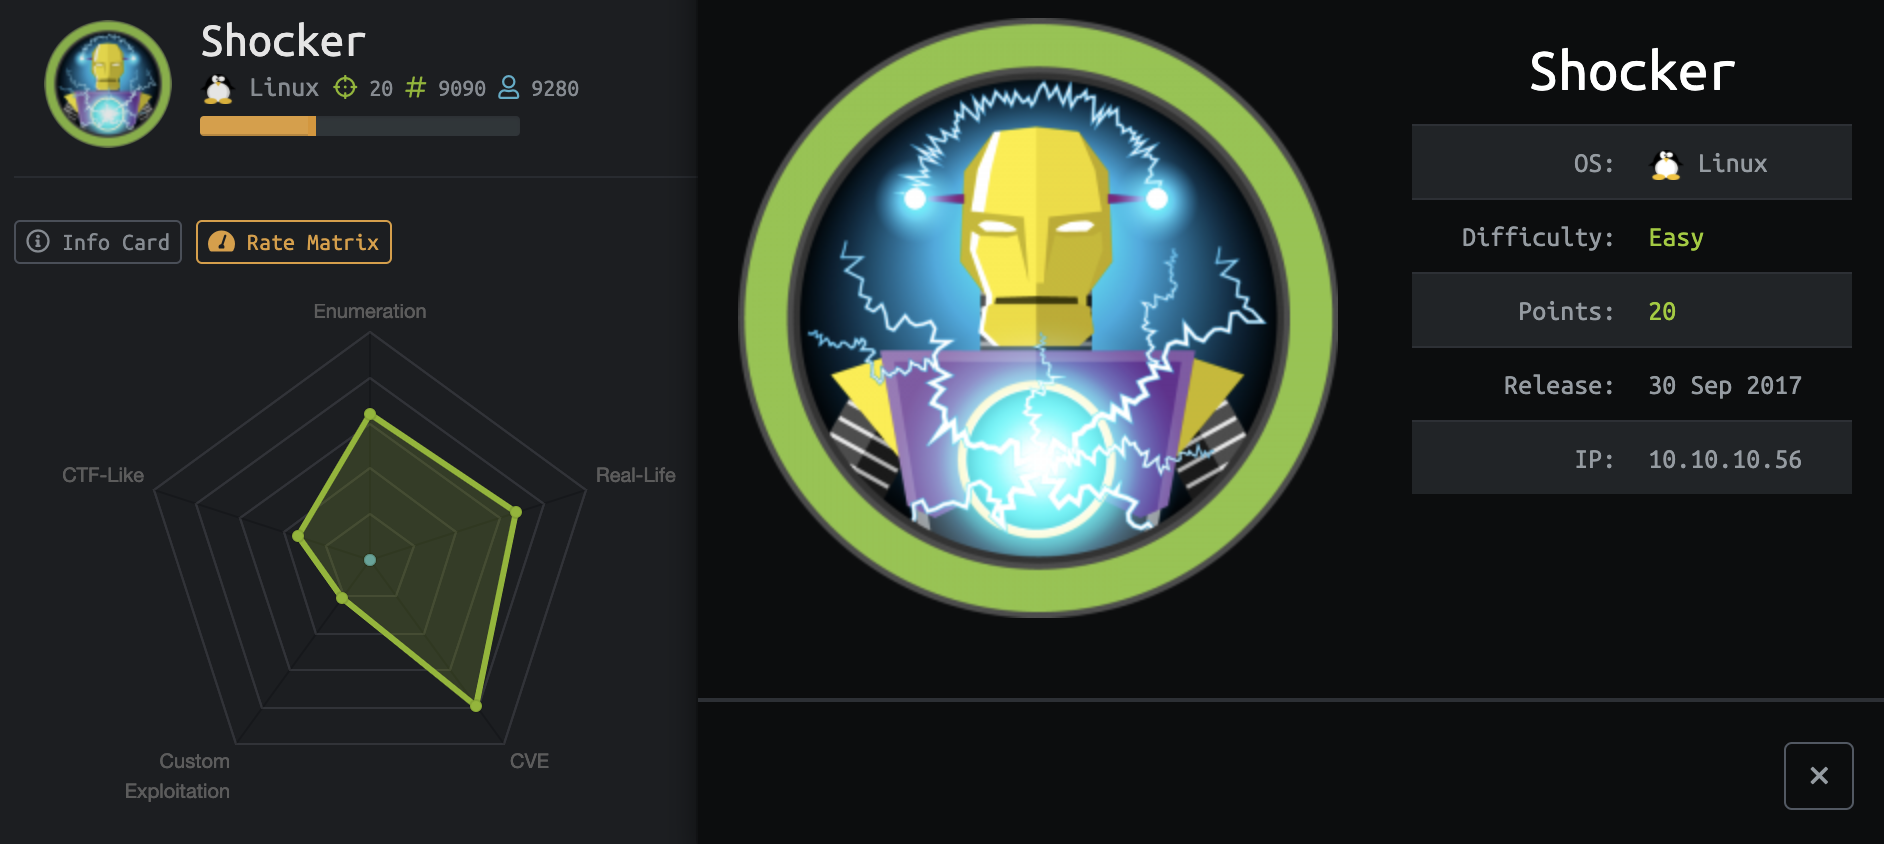 Shocker
Linux 20 # 9090 9280
Info Card Rate Matrix
Enumeration
CTF-Like Real-Life
Custom
Exploitation
CVE
Shocker
OS: Linux
Difficulty: Easy
Points: 20
Release: 30 Sep 2017
IP: 10.10.10.56